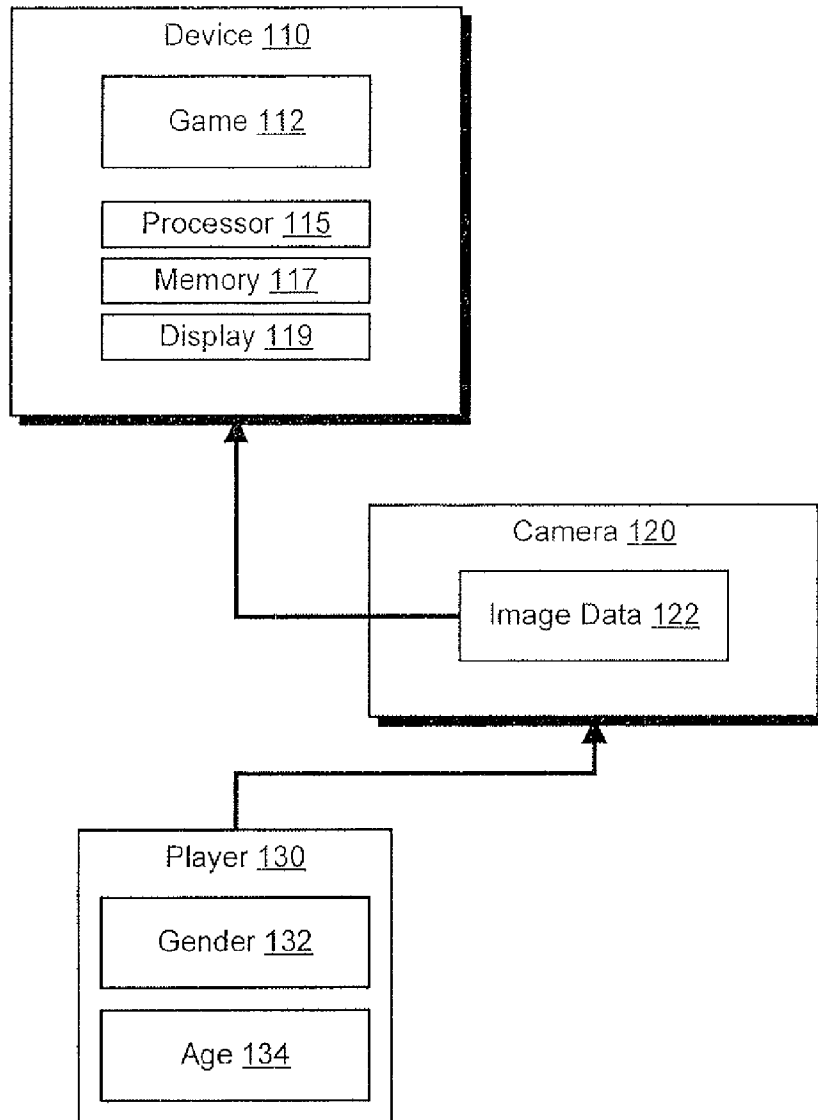 Device 110
Game 112
Processor 115
Memory 117
Display 119
Camera 120
Image Data 122
Player 130
Gender 132
Age 134